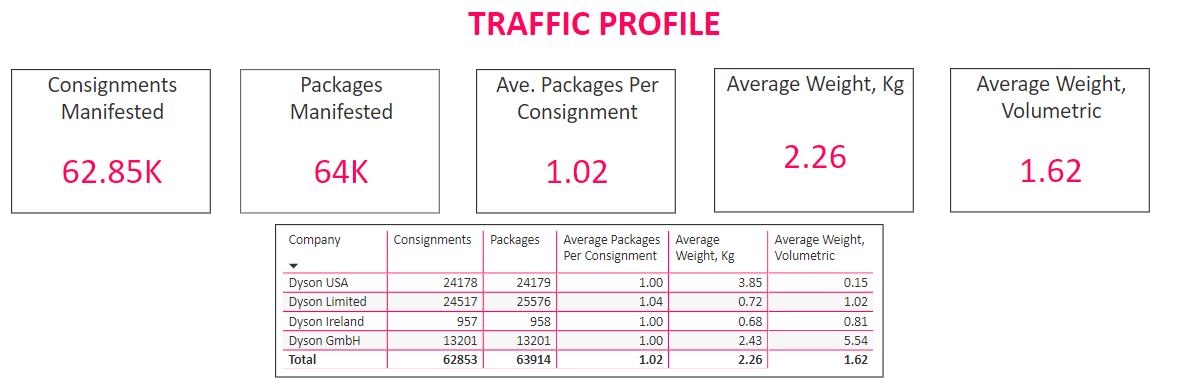 TRAFFIC PROFILE
Consignments
Manifested
62.85K
Packages
Manifested
64K
Ave. Packages Per
Consignment
1.02
Average Weight, Kg
2.26
Average Weight,
Volumetric
1.62
Company Consignments Packages Average Packages Average Average Weight,
Per Consignment Weight, Kg Volumetric
Dyson USA 24178 24179 1.00 3.85 0.15
Dyson Limited 24517 25576 1.04 0.72 1.02
Dyson Ireland 957 958 1.00 0.68 0.81
Dyson GmbH 13201 13201 1.00 2.43 5.54
Total 62853 63914 1.02 2.26 1.62